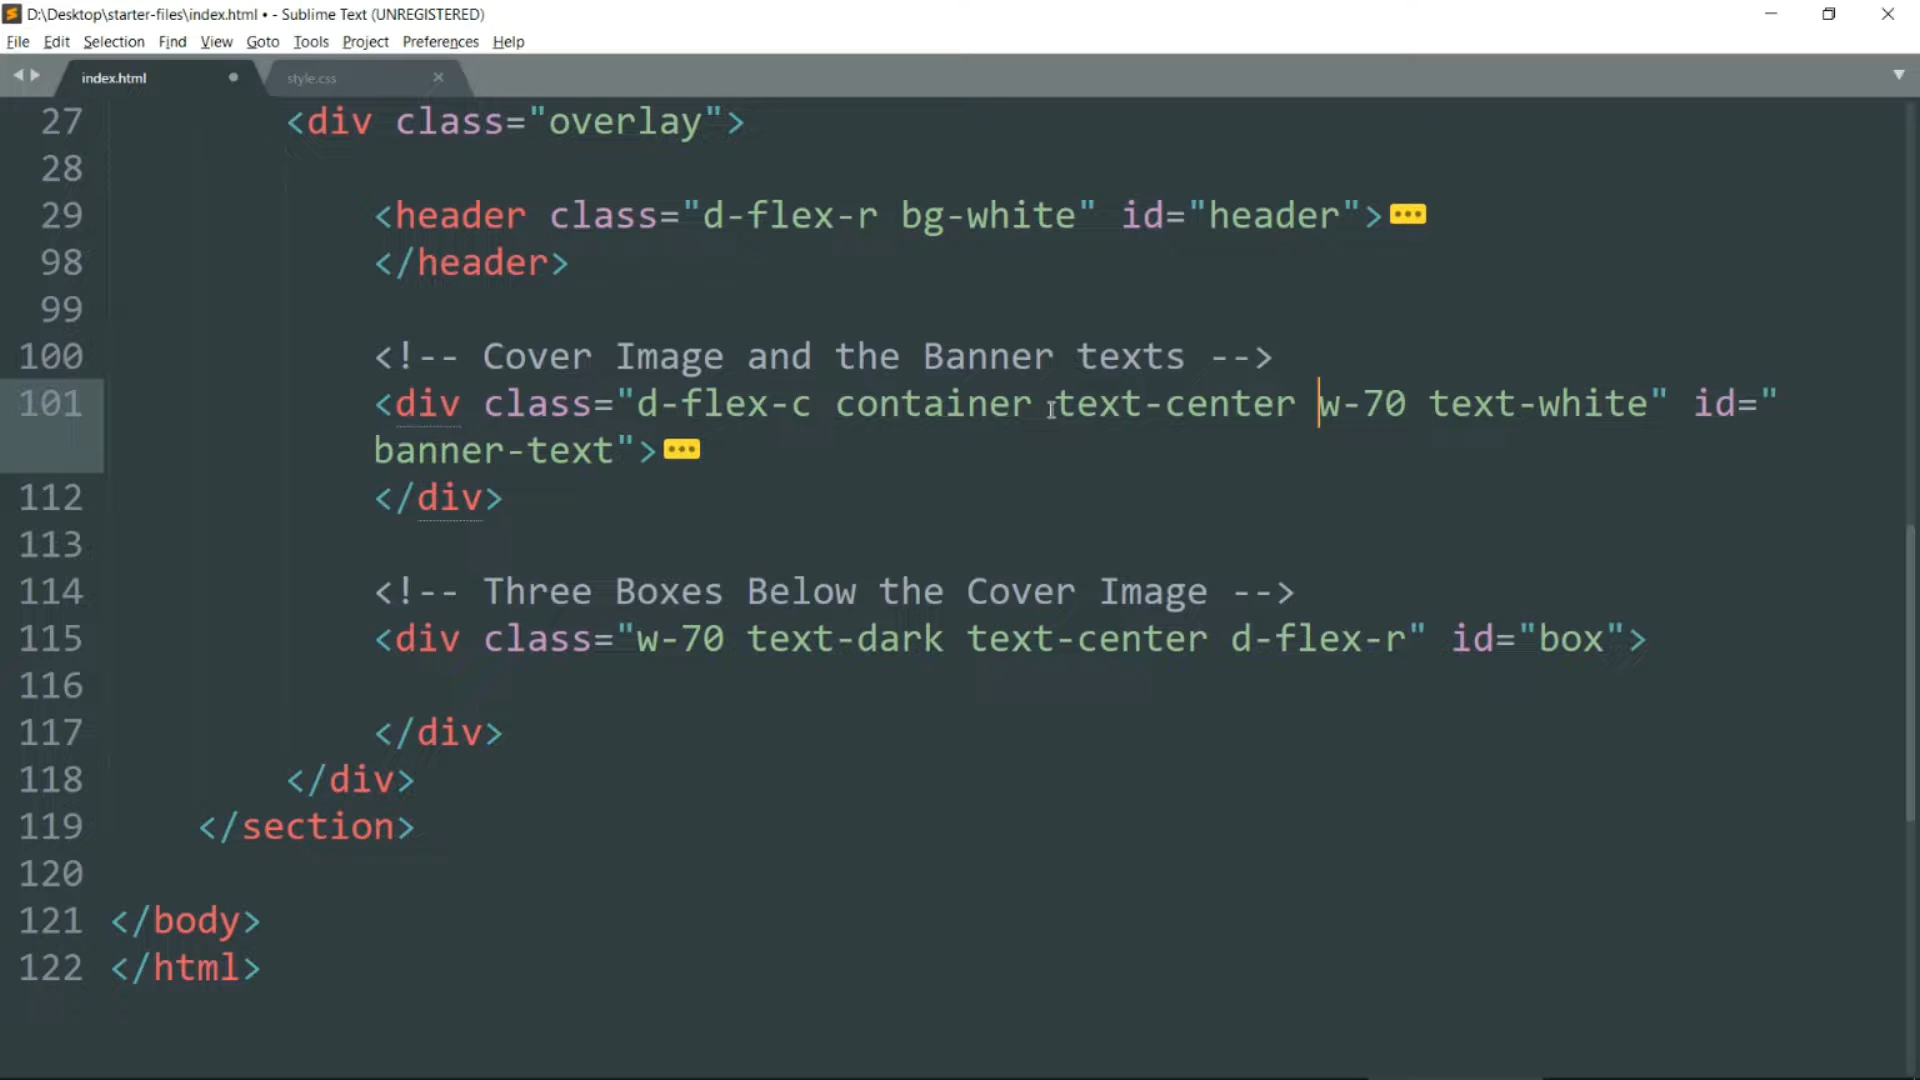 D:\Desktop\starter-files\index.html • - Sublime Text (UNREGISTERED)
File Edit Selection Find View Goto Tools Project Preferences Help
index.html style.css
27 <div class="overlay">
28
29 <header class="d-flex-r bg-white" id="header">
98 </header>
99
100 <!-- Cover Image and the Banner texts -->
101 <div class="d-flex-c container text-center w-70 text-white" id="
banner-text">
112 </div>
113
114 <!-- Three Boxes Below the Cover Image -->
115 <div class="w-70 text-dark text-center d-flex-r" id="box">
116
117 </div>
118 </div>
119 </section>
120
121 </body>
122 </html>